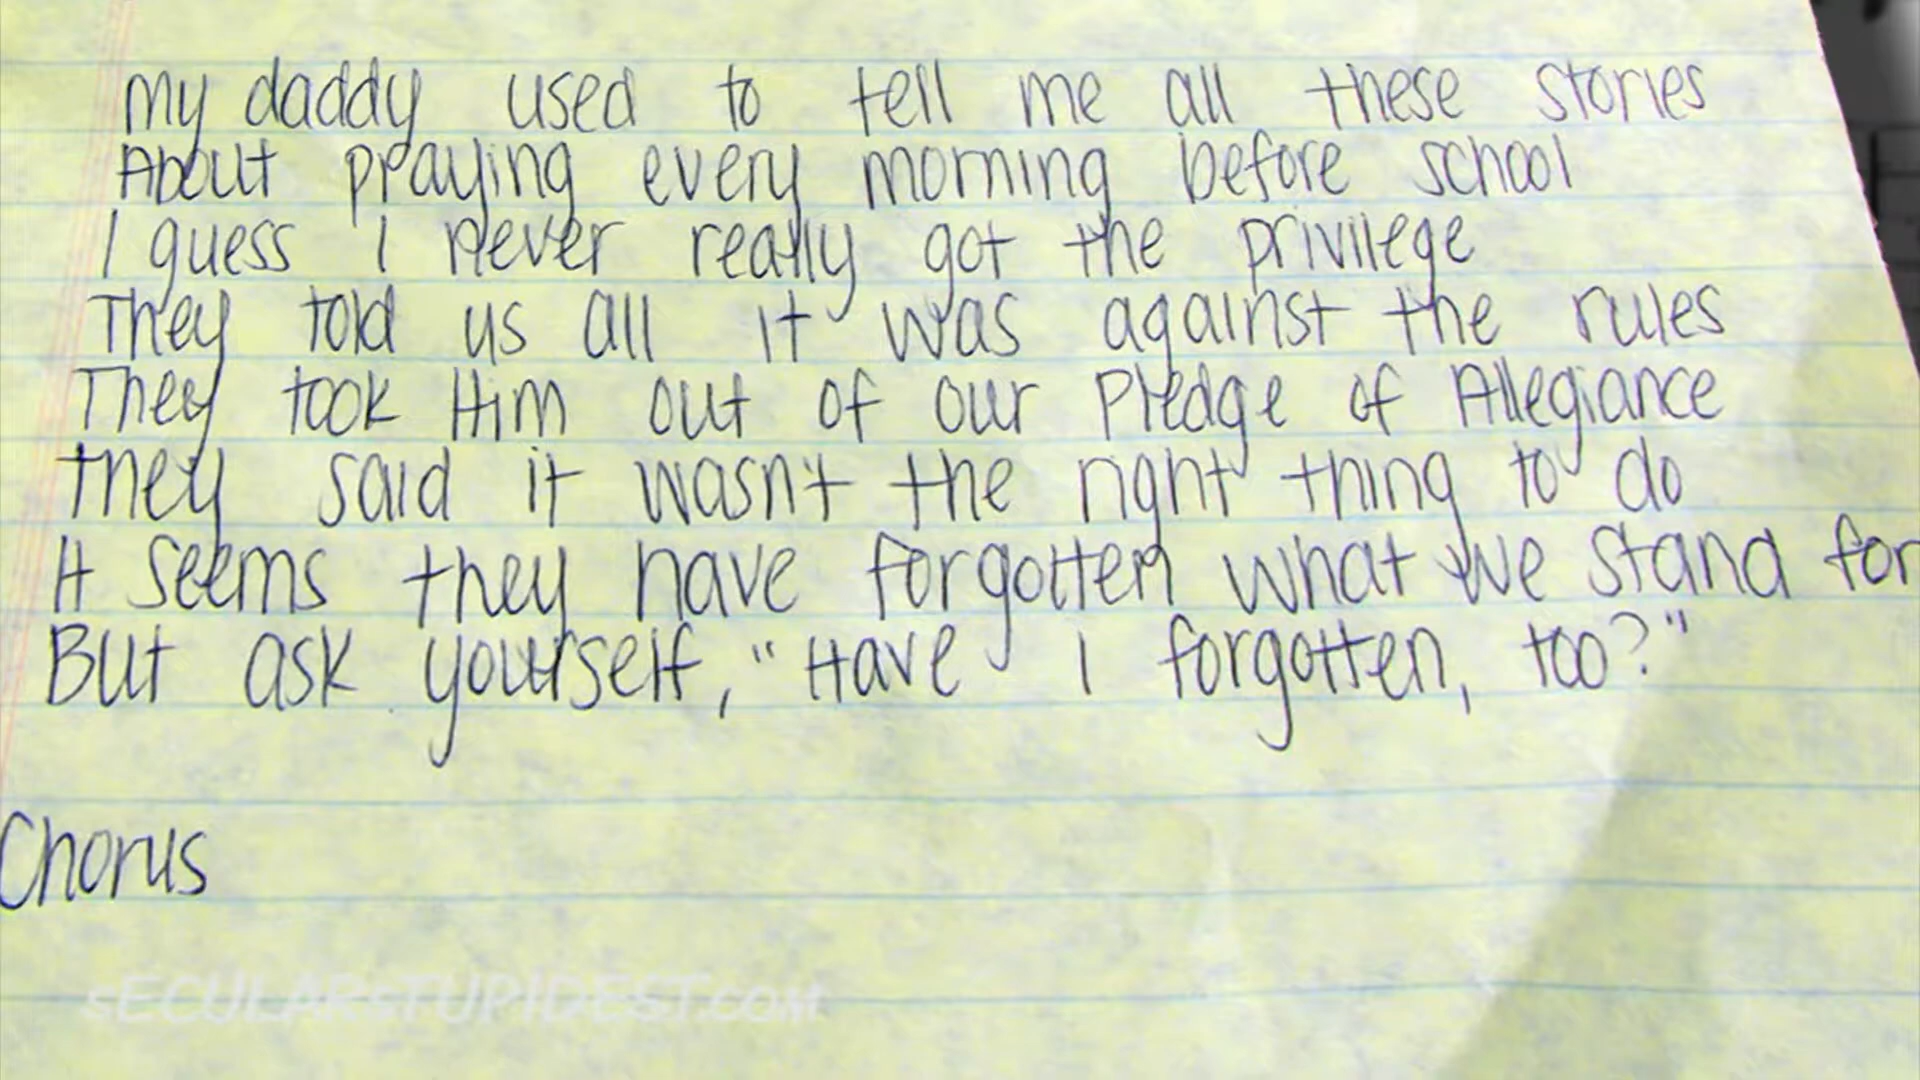 my daddy used to tell me all these stories
About praying every morning before school
I guess I never really got the privilege
They told us all it was against the rules
They took Him out of our Pledge of Allegiance
they said it wasn't the right thing to do
It seems they have forgotten what we stand for
But ask yourself, "Have I forgotten, too?"
Chorus
sECULARSTUPIDEST.com